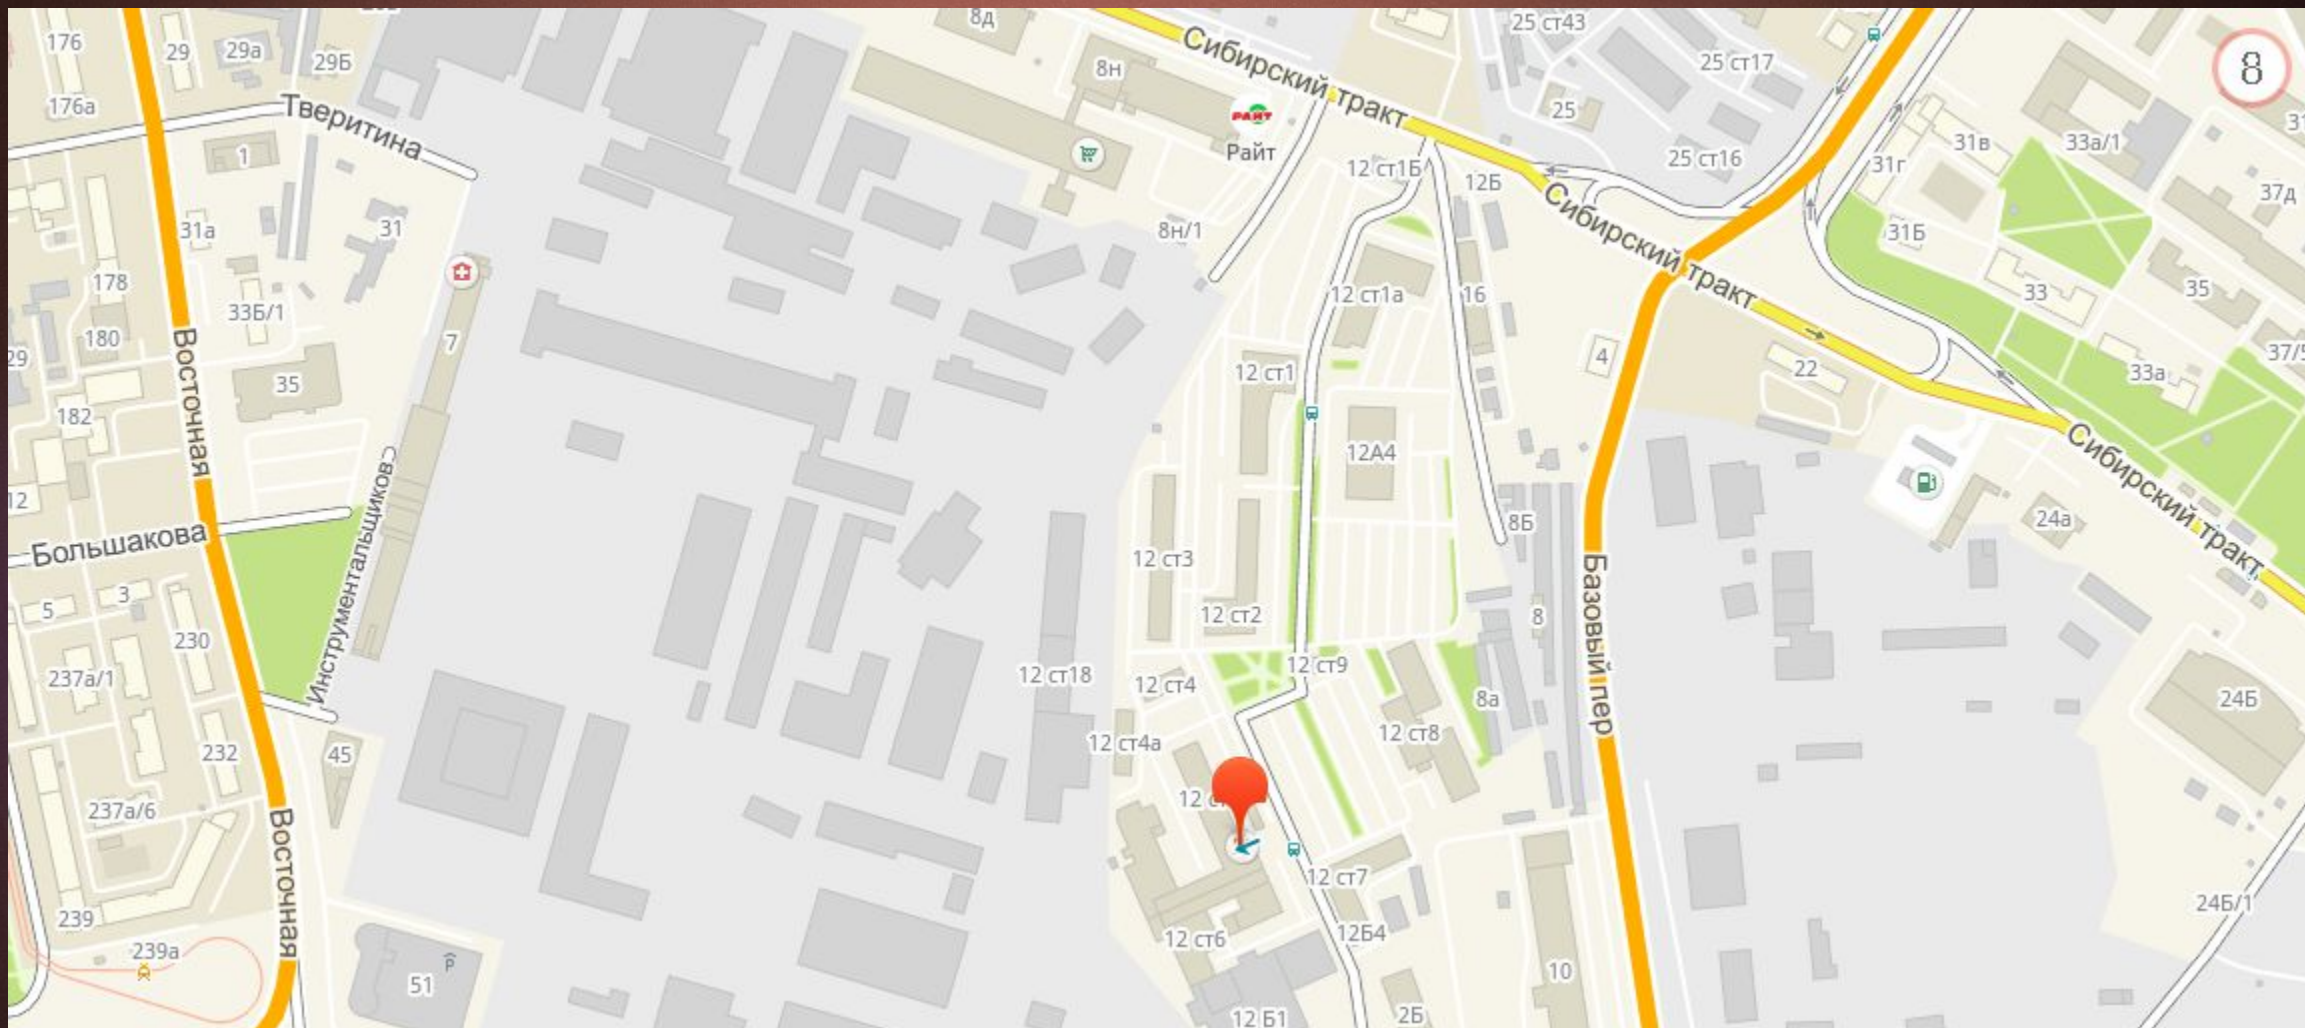 176
29
29а
29Б
8д
Сибирский тракт
25 ст43
25 ст17
8
176а
Тверитина
8н
РАЙТ
Райт
25
31в
33а/1
1
12 ст1Б
12Б
25 ст16
31г
37д
31а
31
8н/1
Сибирский тракт
31Б
178
33Б/1
12 ст1а
16
33
35
180
7
4
22
33а
29
35
12 ст1
182
Восточная
12А4
Сибирский тракт
12
Инструментальщиков
8Б
24а
Большакова
12 ст3
Базовый пер
5
3
230
12 ст2
8
237а/1
12 ст18
12 ст4
12 ст9
8а
24Б
232
45
12 ст4а
12 ст8
237а/6
Восточная
12 ст7
239
24Б/1
239а
51
P
12 ст6
12Б4
10
12 Б1
2Б